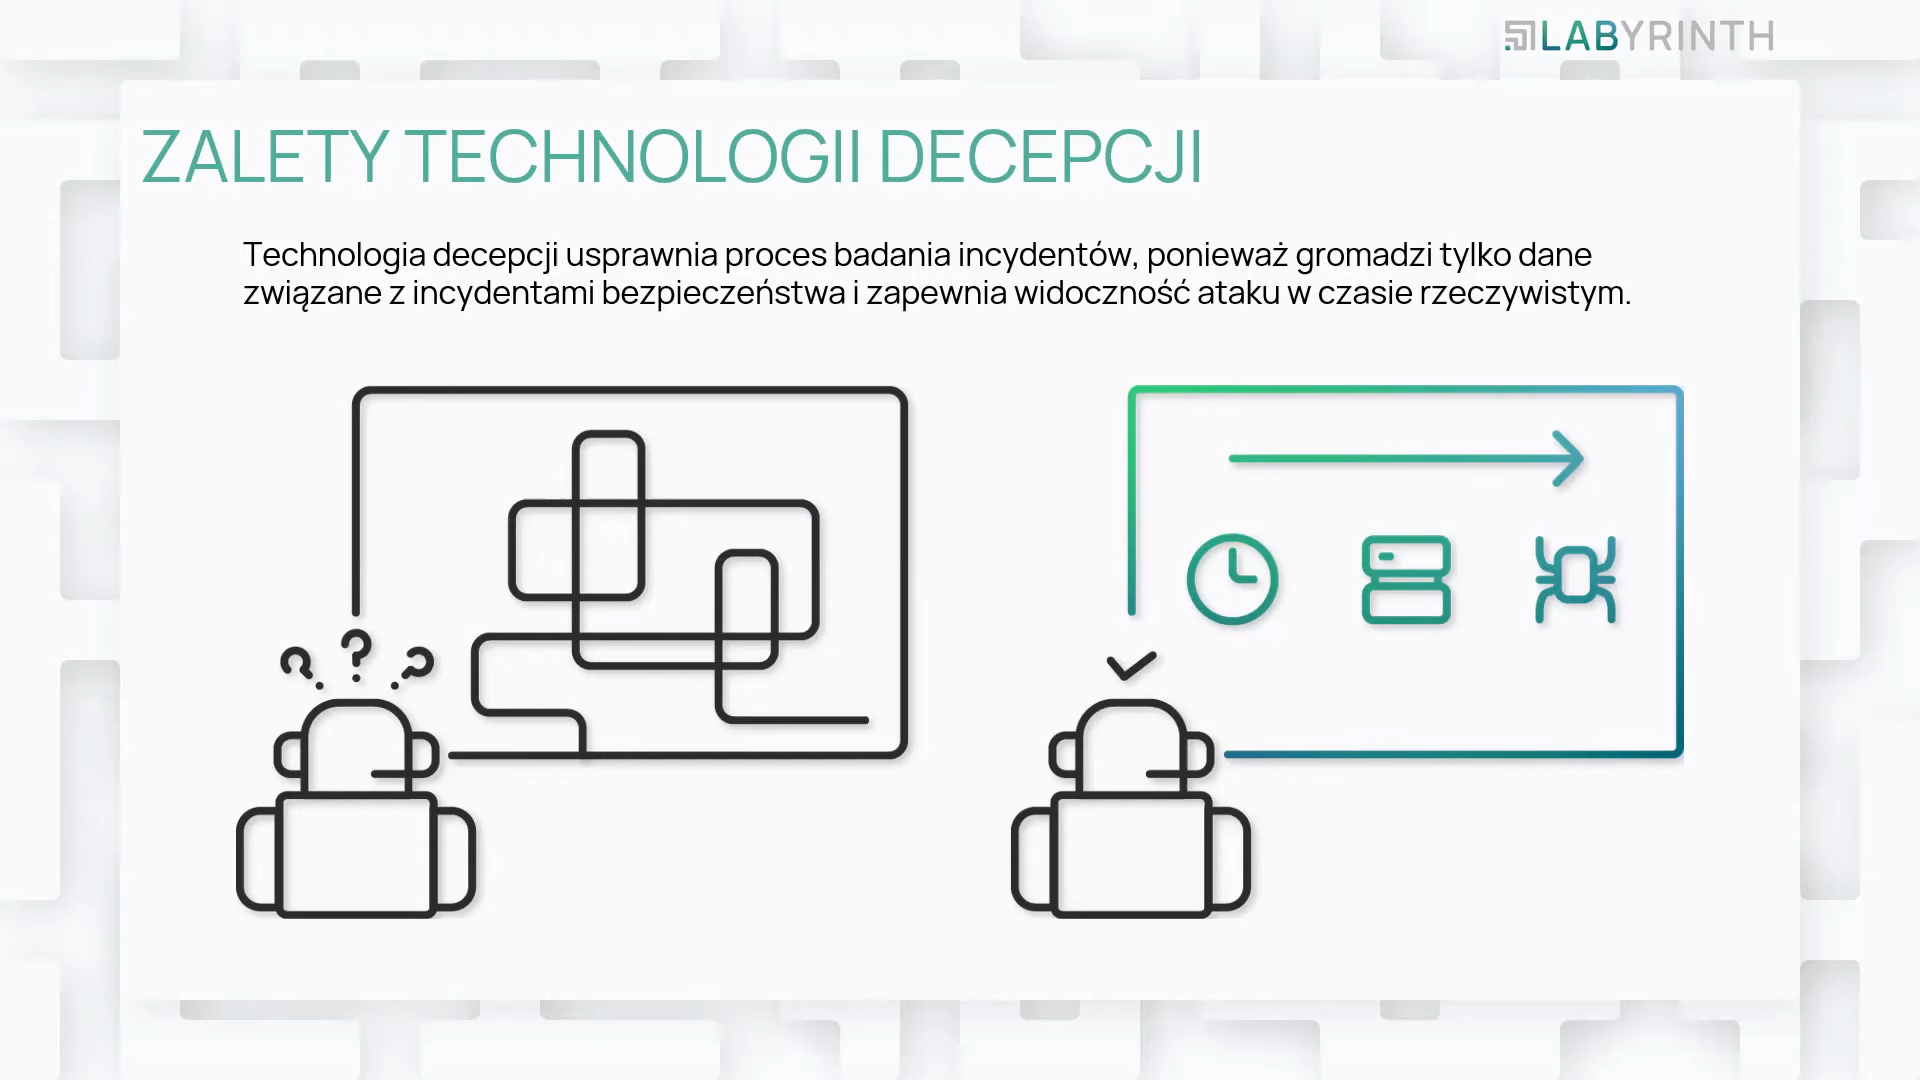 LABYRINTH
ZALETY TECHNOLOGII DECEPCJI
Technologia decepcji usprawnia proces badania incydentów, ponieważ gromadzi tylko dane
związane z incydentami bezpieczeństwa i zapewnia widoczność ataku w czasie rzeczywistym.
? ? ?